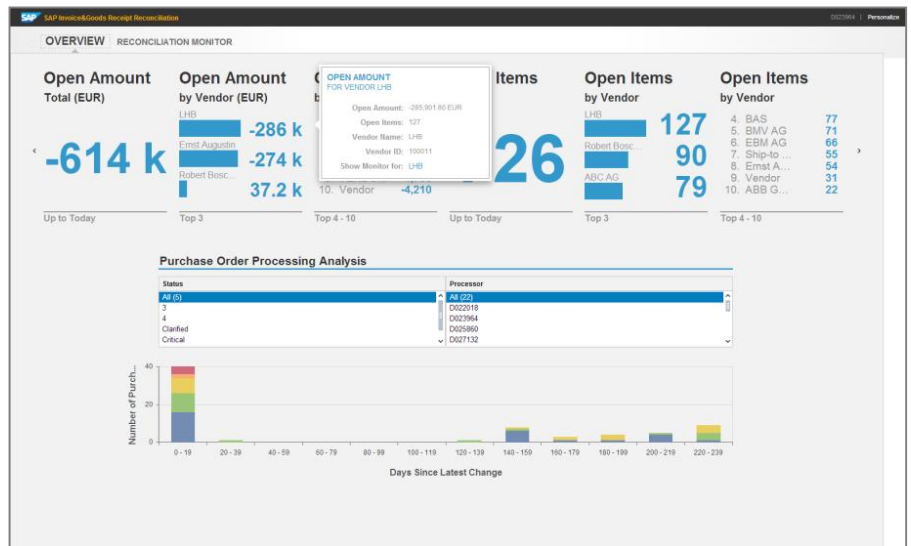 SAP SAP Invoice&Goods Receipt Reconciliation
D023964 | Personalize
OVERVIEW RECONCILIATION MONITOR
Open Amount
Total (EUR)
-614 k
Up to Today
Open Amount
by Vendor (EUR)
LHB
-286 k
Ernst Augustin
-274 k
Robert Bosc...
37.2 k
Top 3
OPEN AMOUNT
FOR VENDOR LHB
Open Amount: -285,901.80 EUR
Open Items: 127
Vendor Name: LHB
Vendor ID: 100011
Show Monitor for: LHB
10. Vendor -4,210
Top 4 - 10
Items
26
Up to Today
Open Items
by Vendor
LHB
127
Robert Bosc...
90
ABC AG
79
Top 3
Open Items
by Vendor
4. BAS 77
5. BMV AG 71
6. EBM AG 66
7. Ship-to ... 55
8. Ernst A... 54
9. Vendor 31
10. ABB G... 22
Top 4 - 10
Purchase Order Processing Analysis
Status
All (5)
3
4
Clarified
Critical
Processor
All (22)
D022018
D023964
D025860
D027132
Number of Purch...
40
20
0
0 - 19 20 - 39 40 - 59 60 - 79 80 - 99 100 - 119 120 - 139 140 - 159 160 - 179 180 - 199 200 - 219 220 - 239
Days Since Latest Change